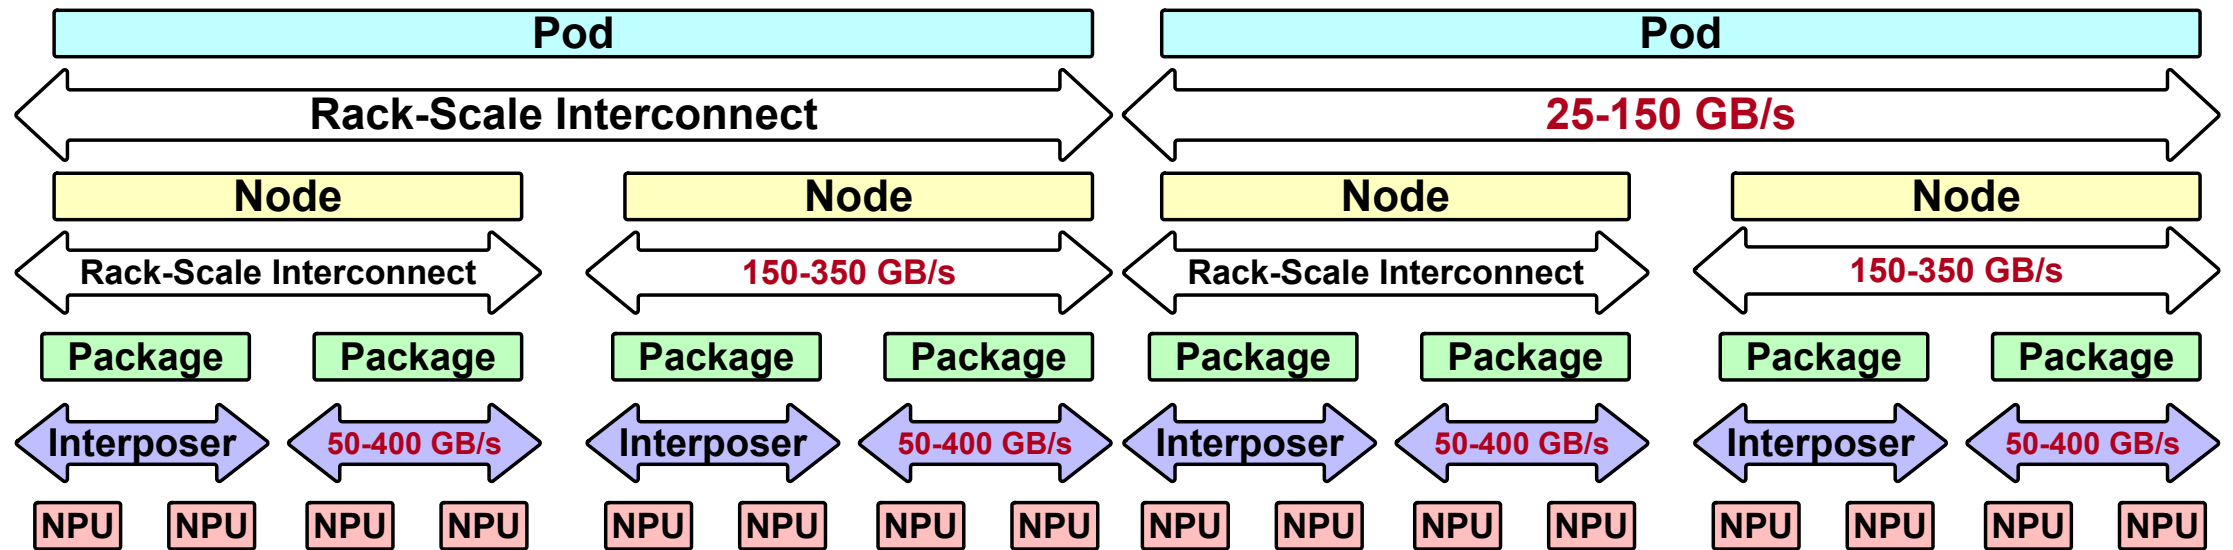 Pod Pod
Rack-Scale Interconnect 25-150 GB/s
Node Node Node Node
Rack-Scale Interconnect 150-350 GB/s Rack-Scale Interconnect 150-350 GB/s
Package Package Package Package Package Package Package Package
Interposer 50-400 GB/s Interposer 50-400 GB/s Interposer 50-400 GB/s Interposer 50-400 GB/s
NPU NPU NPU NPU NPU NPU NPU NPU NPU NPU NPU NPU NPU NPU NPU NPU